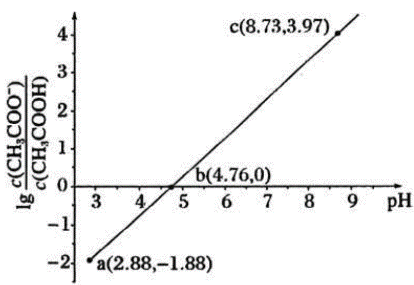 c(8.73,3.97)
4
3
2
1
0
-1
-2
lg c(CH₃COO⁻)/c(CH₃COOH)
b(4.76,0)
3 4 5 6 7 8 9 pH
a(2.88,-1.88)